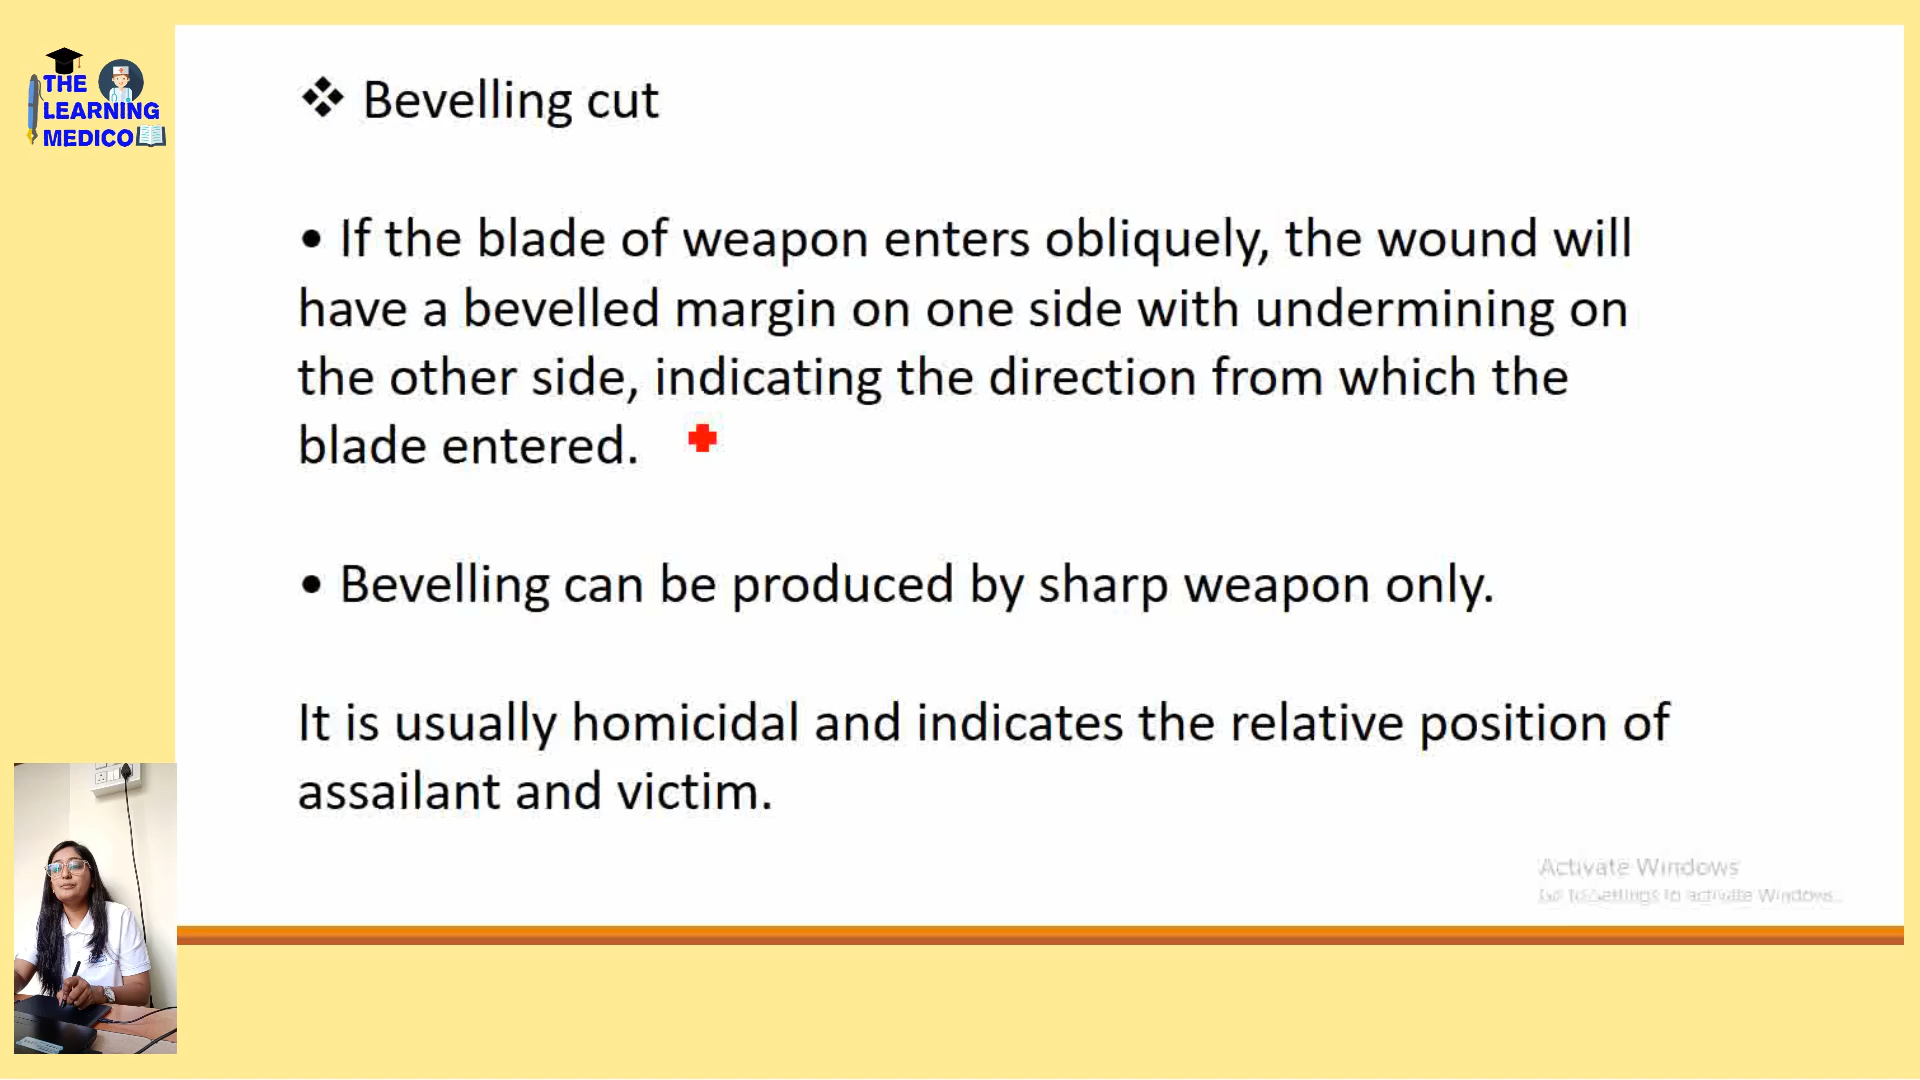 THE
LEARNING
MEDICO
❖ Bevelling cut
• If the blade of weapon enters obliquely, the wound will
have a bevelled margin on one side with undermining on
the other side, indicating the direction from which the
blade entered.
• Bevelling can be produced by sharp weapon only.
It is usually homicidal and indicates the relative position of
assailant and victim.
Activate Windows
Go to Settings to activate Windows.